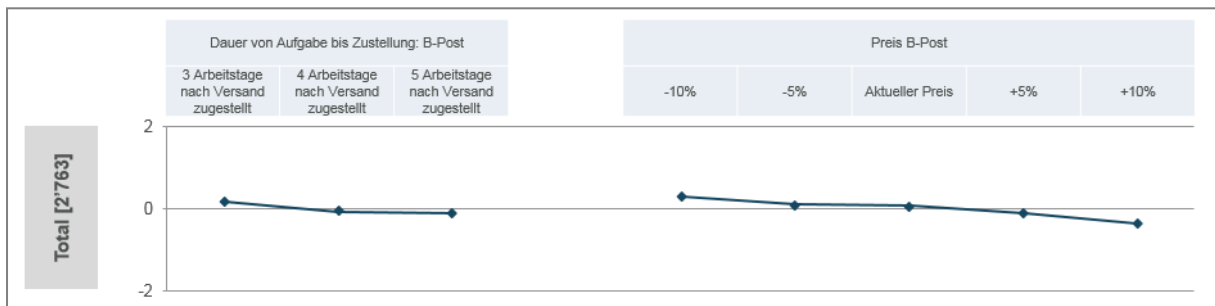 Dauer von Aufgabe bis Zustellung: B-Post
Preis B-Post
3 Arbeitstage
nach Versand
zugestellt
4 Arbeitstage
nach Versand
zugestellt
5 Arbeitstage
nach Versand
zugestellt
-10%
-5%
Aktueller Preis
+5%
+10%
Total [2'763]
2
0
-2